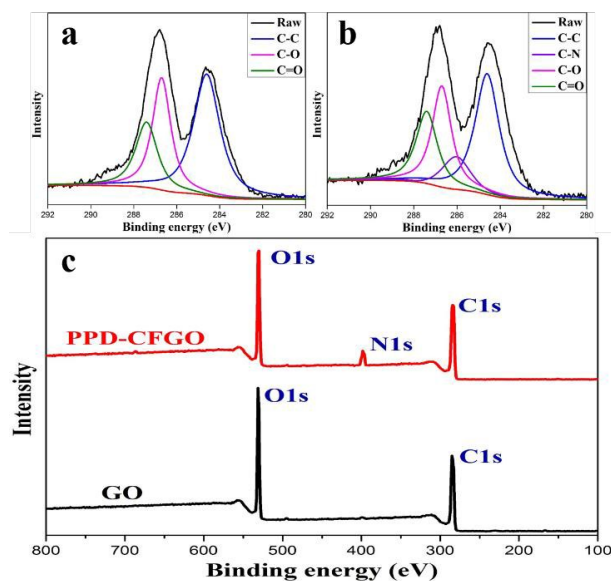 a
Raw
C-C
C-O
C=O
Intensity
292 290 288 286 284 282 280
Binding energy (eV)
b
Raw
C-C
C-N
C-O
C=O
Intensity
292 290 288 286 284 282 280
Binding energy (eV)
c
O1s
C1s
PPD-CFGO
N1s
O1s
C1s
GO
Intensity
800 700 600 500 400 300 200 100
Binding energy (eV)